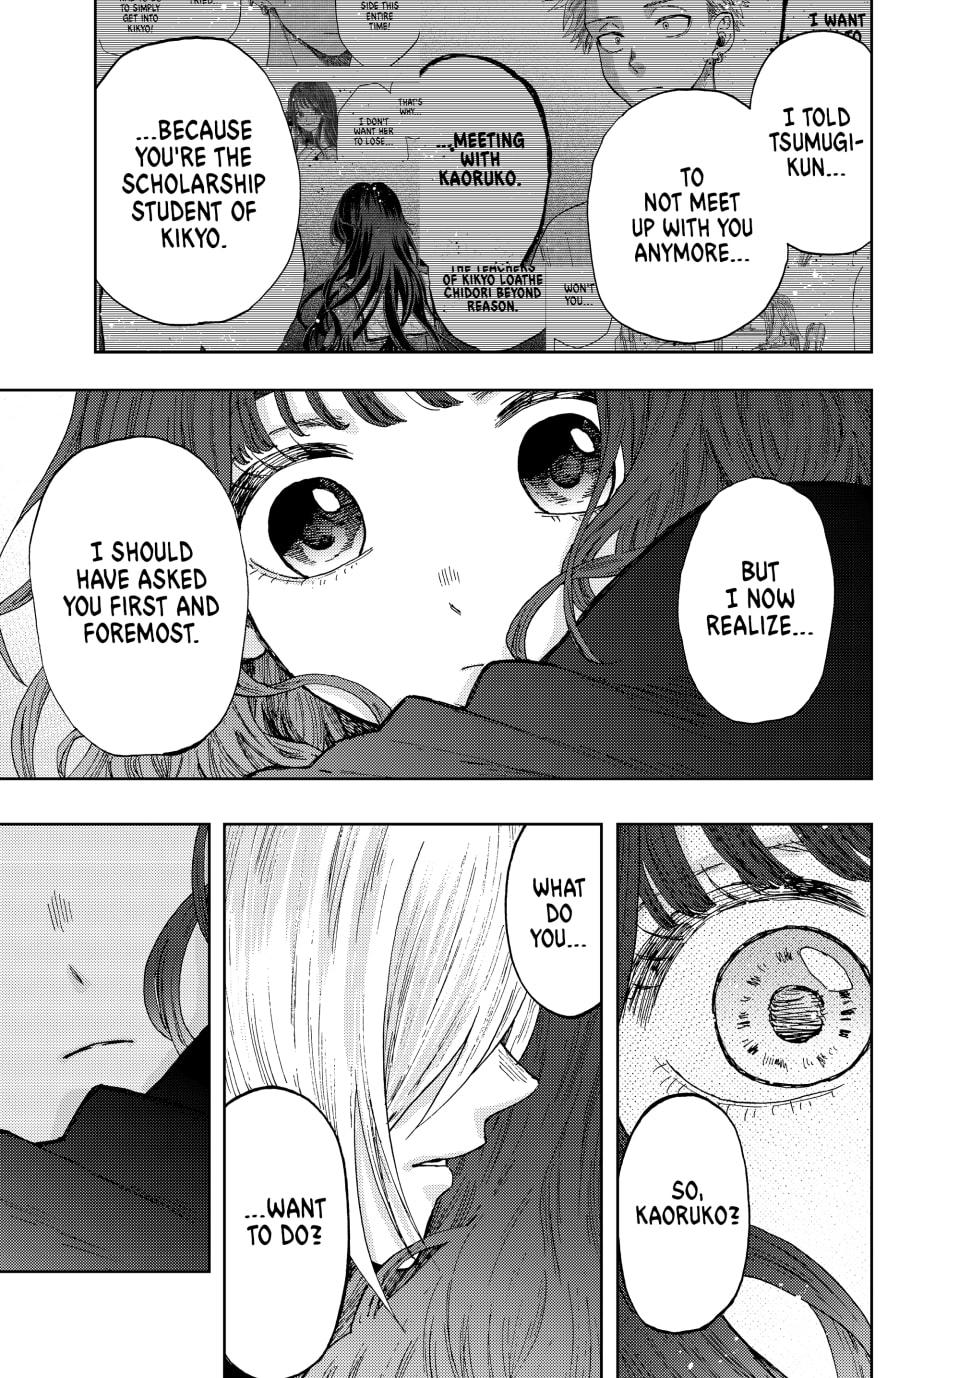 I WANT
I TOLD
TSUMUGI-
KUN...
TO
NOT MEET
UP WITH YOU
ANYMORE...
WON'T
YOU...
SIDE THIS
ENTIRE
TIME!
...MEETING
WITH
KAORUKO.
THE TEACHERS
OF KIKYO LOATHE
CHIDORI BEYOND
REASON.
THAT'S
WHY...
I DON'T
WANT HER
TO LOSE...
TO SIMPLY
GET INTO
KIKYO!
TRIED...
...BECAUSE
YOU'RE THE
SCHOLARSHIP
STUDENT OF
KIKYO.
BUT
I NOW
REALIZE...
I SHOULD
HAVE ASKED
YOU FIRST AND
FOREMOST.
SO,
KAORUKO?
WHAT
DO
YOU...
...WANT
TO DO?